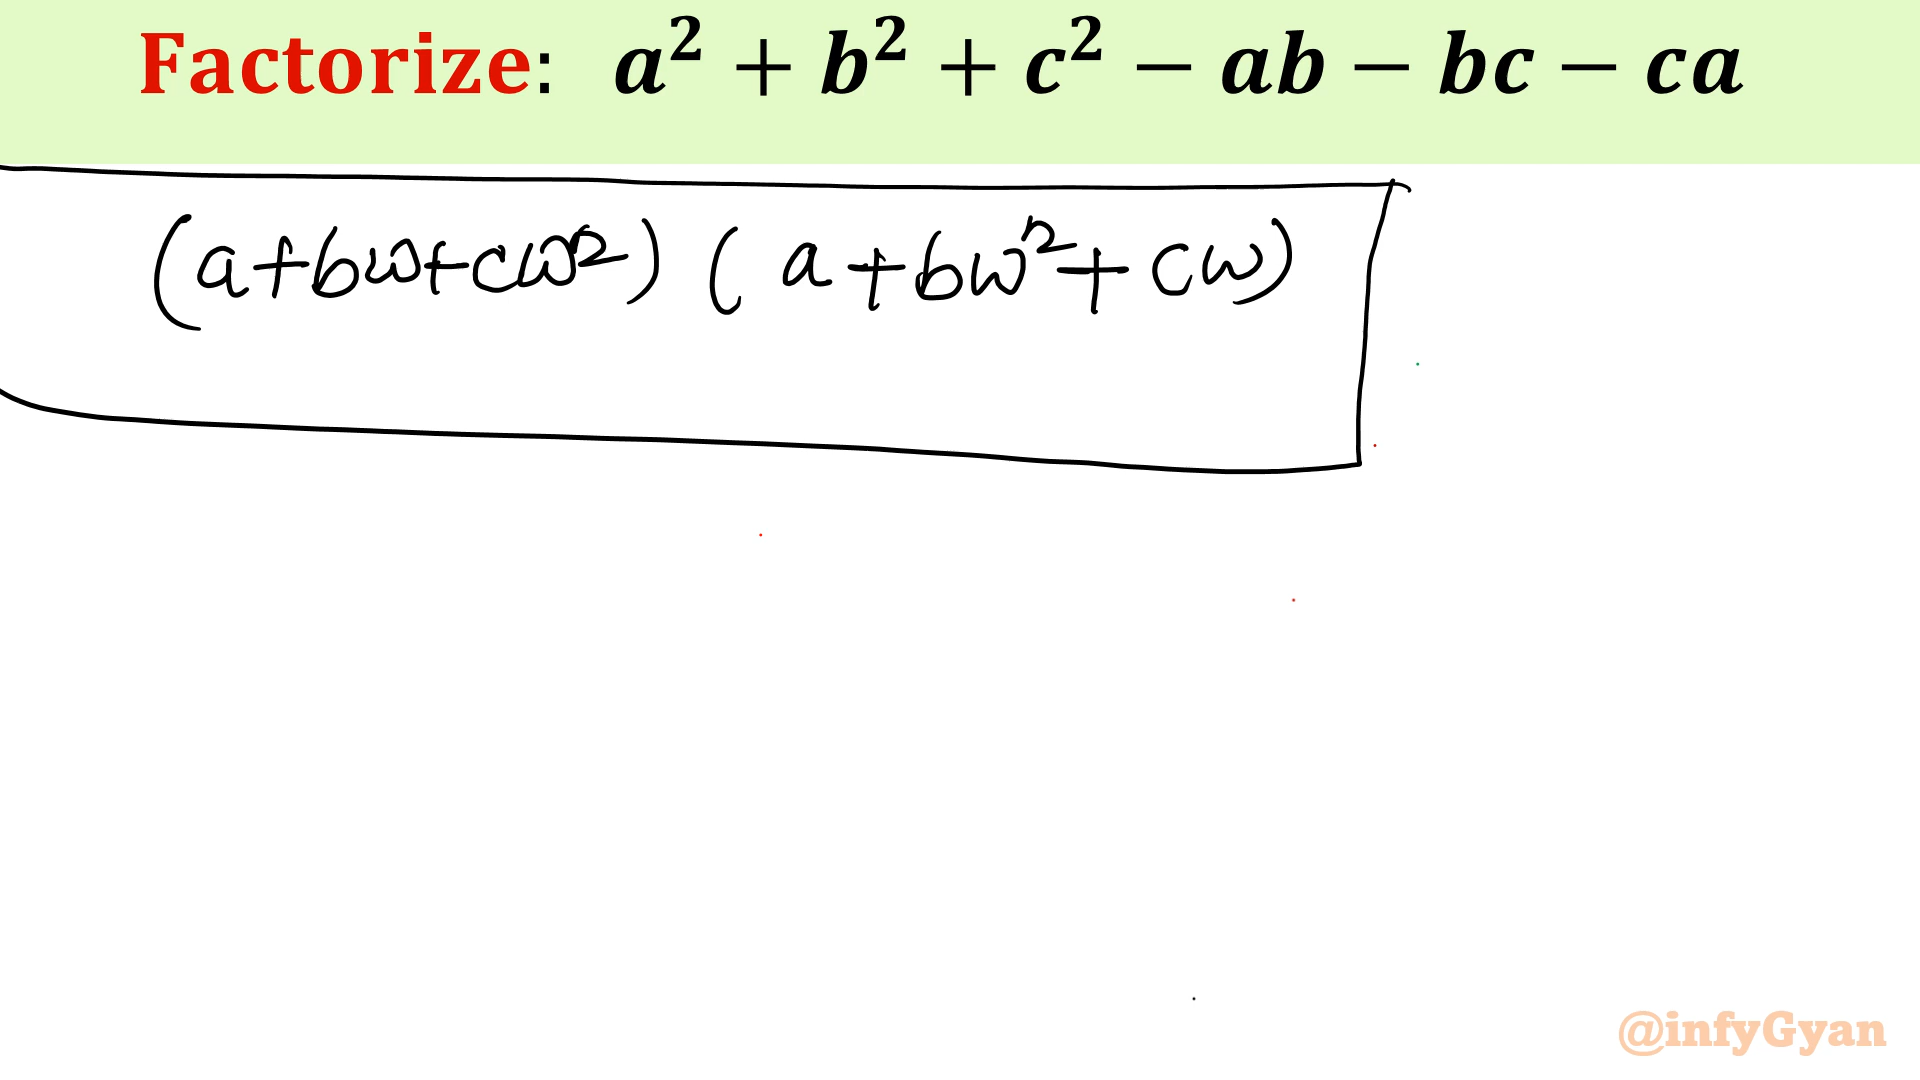 Factorize: a² + b² + c² − ab − bc − ca
(a+bω+cω²) (a+bω²+cω)
@infyGyan